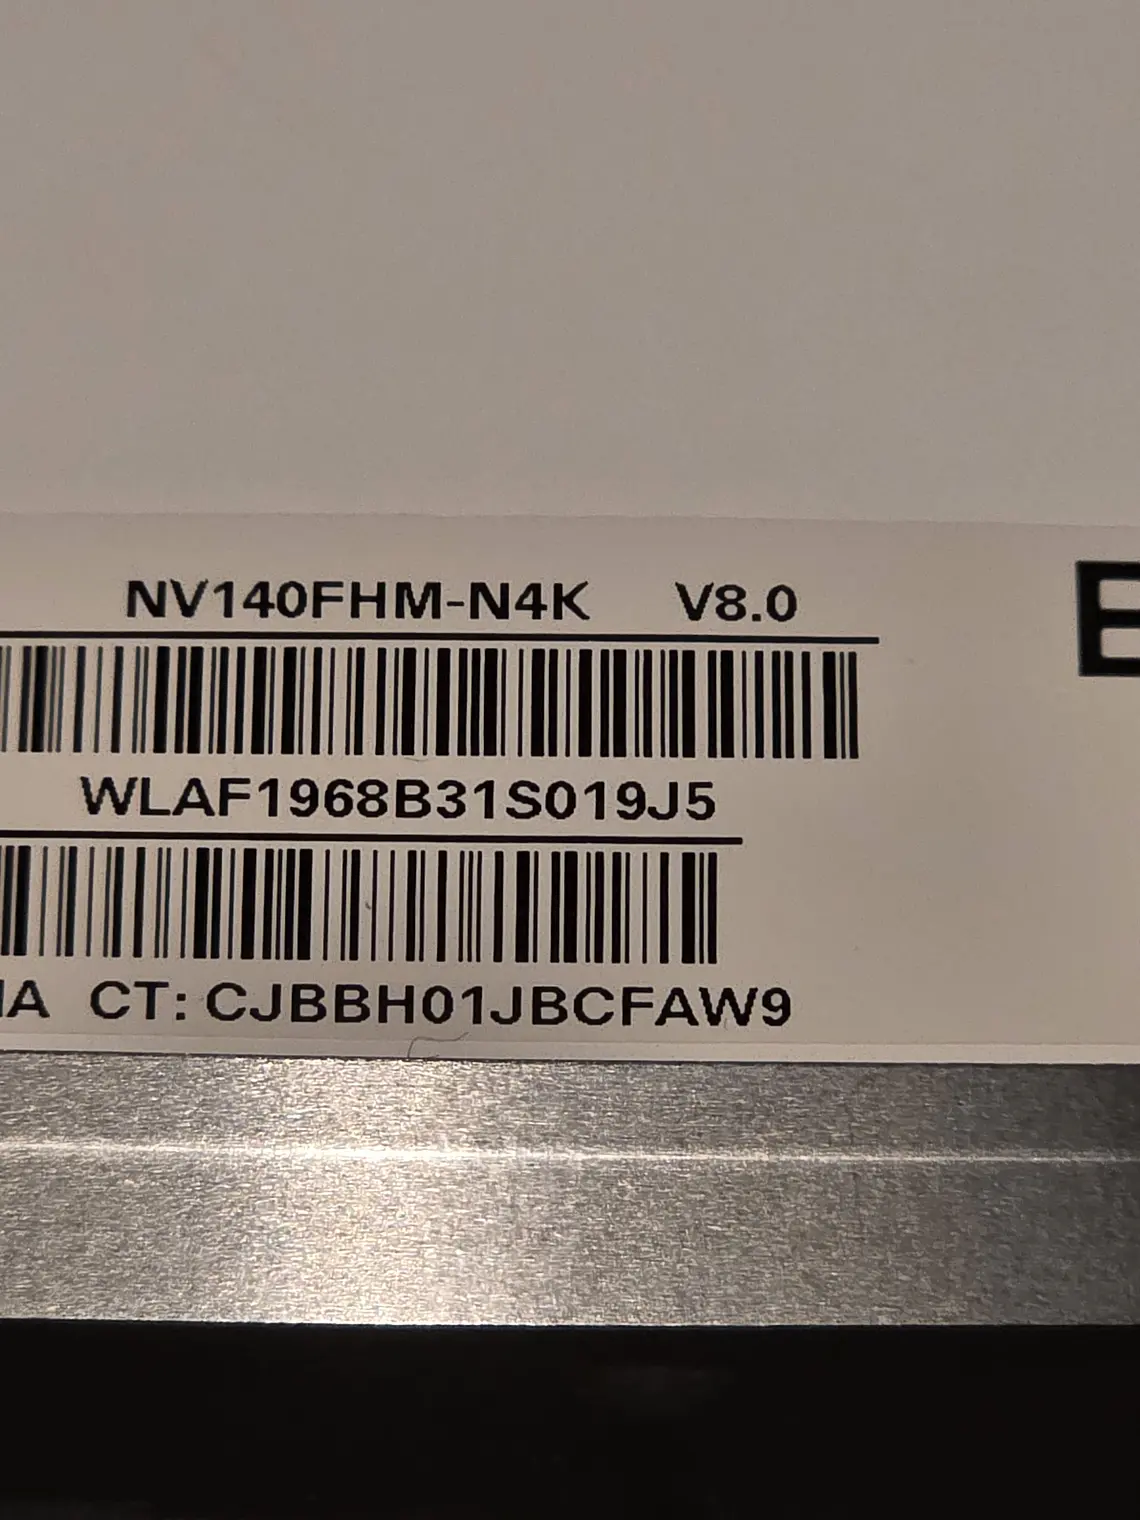 NV140FHM-N4K V8.0
WLAF1968B31S019J5
CT: CJBBH01JBCFAW9